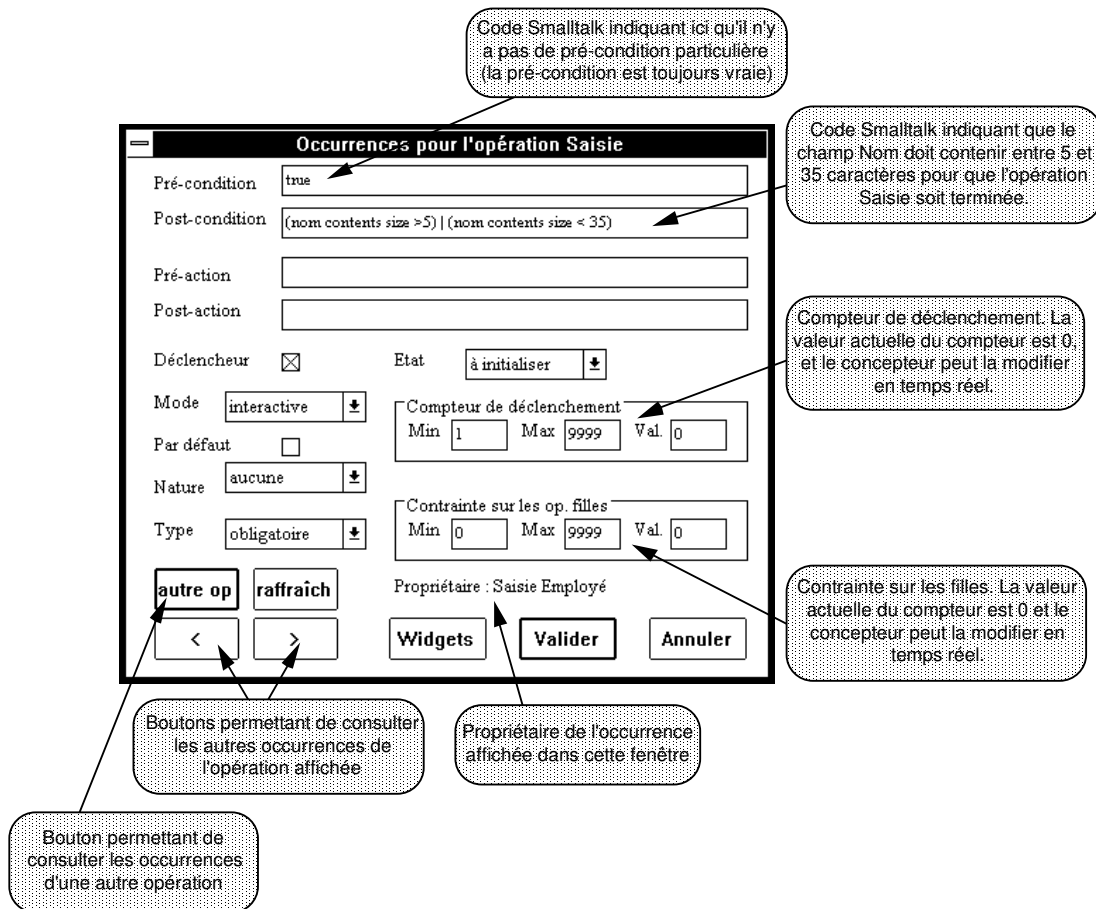 Code Smalltalk indiquant ici qu'il n'y
a pas de pré-condition particulière
(la pré-condition est toujours vraie)
Occurrences pour l'opération Saisie
Pré-condition
true
Post-condition
(nom contents size >5) | (nom contents size < 35)
Pré-action
Post-action
Code Smalltalk indiquant que le
champ Nom doit contenir entre 5 et
35 caractères pour que l'opération
Saisie soit terminée.
Déclencheur
Etat
à initialiser
Mode
interactive
Compteur de déclenchement
Min 1 Max 9999 Val. 0
Par défaut
Nature
aucune
Compteur de déclenchement. La
valeur actuelle du compteur est 0,
et le concepteur peut la modifier
en temps réel.
Type
obligatoire
Contrainte sur les op. filles
Min 0 Max 9999 Val. 0
autre op
raffraîch
Propriétaire : Saisie Employé
<
>
Widgets
Valider
Annuler
Contrainte sur les filles. La valeur
actuelle du compteur est 0 et le
concepteur peut la modifier en
temps réel.
Boutons permettant de consulter
les autres occurrences de
l'opération affichée
Propriétaire de l'occurrence
affichée dans cette fenêtre
Bouton permettant de
consulter les occurrences
d'une autre opération